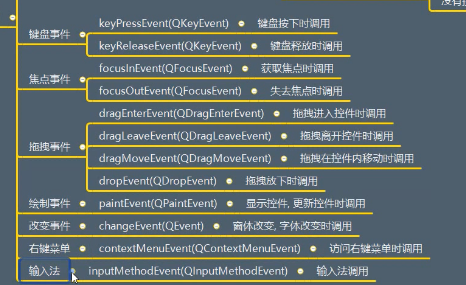 键盘事件
keyPressEvent(QKeyEvent) 键盘按下时调用
keyReleaseEvent(QKeyEvent) 键盘释放时调用
焦点事件
focusInEvent(QFocusEvent) 获取焦点时调用
focusOutEvent(QFocusEvent) 失去焦点时调用
拖拽事件
dragEnterEvent(QDragEnterEvent) 拖拽进入控件时调用
dragLeaveEvent(QDragLeaveEvent) 拖拽离开控件时调用
dragMoveEvent(QDragMoveEvent) 拖拽在控件内移动时调用
dropEvent(QDropEvent) 拖拽放下时调用
绘制事件 paintEvent(QPaintEvent) 显示控件, 更新控件时调用
改变事件 changeEvent(QEvent) 窗体改变, 字体改变时调用
右键菜单 contextMenuEvent(QContextMenuEvent) 访问右键菜单时调用
输入法 inputMethodEvent(QInputMethodEvent) 输入法调用